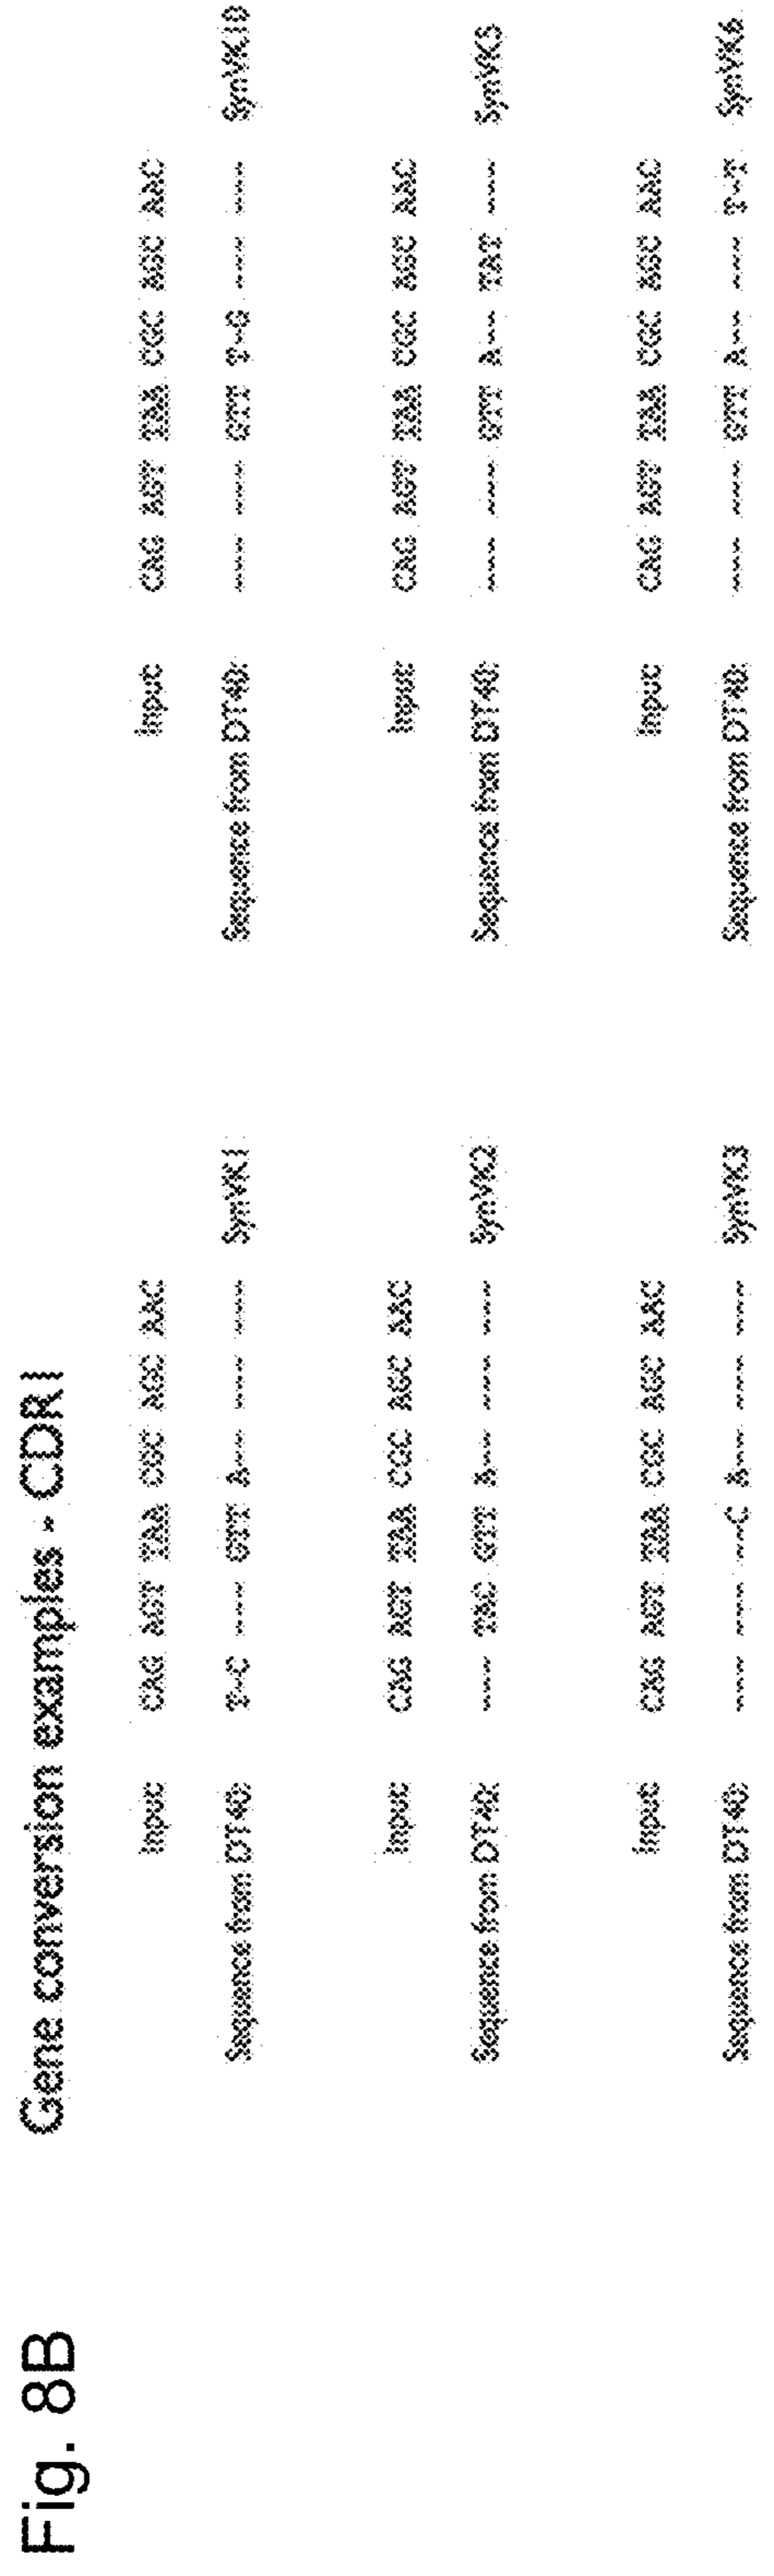 Fig. 8B
Gene conversion examples - CDR1
Input: CAG AGT TAA CGC AGC AAC
Sequence from DT40: T-C --- GTT A-- --- --- SynVK1
Input: CAG AGT TAA CGC AGC AAC
Sequence from DT40: --- TAC GTT A-- --- --- SynVK2
Input: CAG AGT TAA CGC AGC AAC
Sequence from DT40: --- --- --C A-- --- --- SynVK3
Input: CAG AGT TAA CGC AGC AAC
Sequence from DT40: --- --- GTT T-G --- --- SynVK10
Input: CAG AGT TAA CGC AGC AAC
Sequence from DT40: --- --- GTT A-- TAT --- SynVK5
Input: CAG AGT TAA CGC AGC AAC
Sequence from DT40: --- --- GTT A-- --- T-T SynVK6